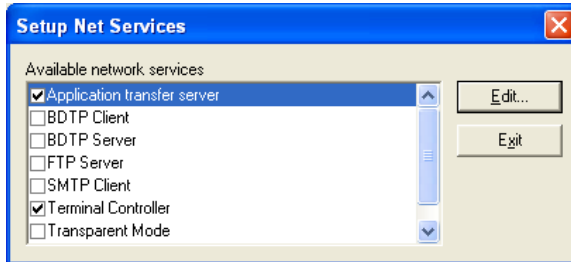 Setup Net Services
Available network services
Application transfer server
Edit...
BDTP Client
BDTP Server
Exit
FTP Server
SMTP Client
Terminal Controller
Transparent Mode